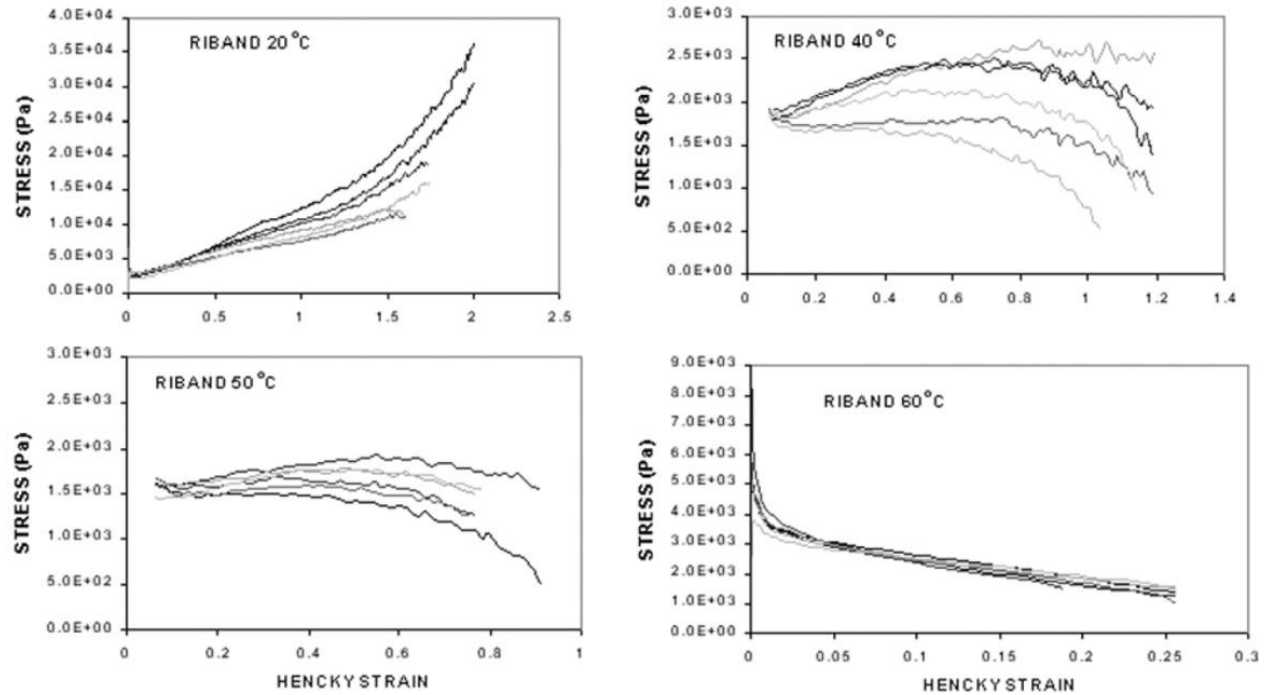 4.0E+04
3.5E+04
3.0E+04
2.5E+04
2.0E+04
1.5E+04
1.0E+04
5.0E+03
0.0E+00
STRESS (Pa)
RIBAND 20°C
0 0.5 1 1.5 2 2.5
3.0E+03
2.5E+03
2.0E+03
1.5E+03
1.0E+03
5.0E+02
0.0E+00
STRESS (Pa)
RIBAND 40°C
0 0.2 0.4 0.6 0.8 1 1.2 1.4
3.0E+03
2.5E+03
2.0E+03
1.5E+03
1.0E+03
5.0E+02
0.0E+00
STRESS (Pa)
RIBAND 50°C
0 0.2 0.4 0.6 0.8 1
HENCKY STRAIN
9.0E+03
8.0E+03
7.0E+03
6.0E+03
5.0E+03
4.0E+03
3.0E+03
2.0E+03
1.0E+03
0.0E+00
STRESS (Pa)
RIBAND 60°C
0 0.05 0.1 0.15 0.2 0.25 0.3
HENCKY STRAIN